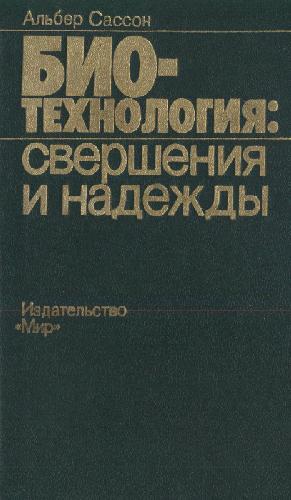 Альбер Сассон
БИО-
ТЕХНОЛОГИЯ:
свершения
и надежды
Издательство
«Мир»